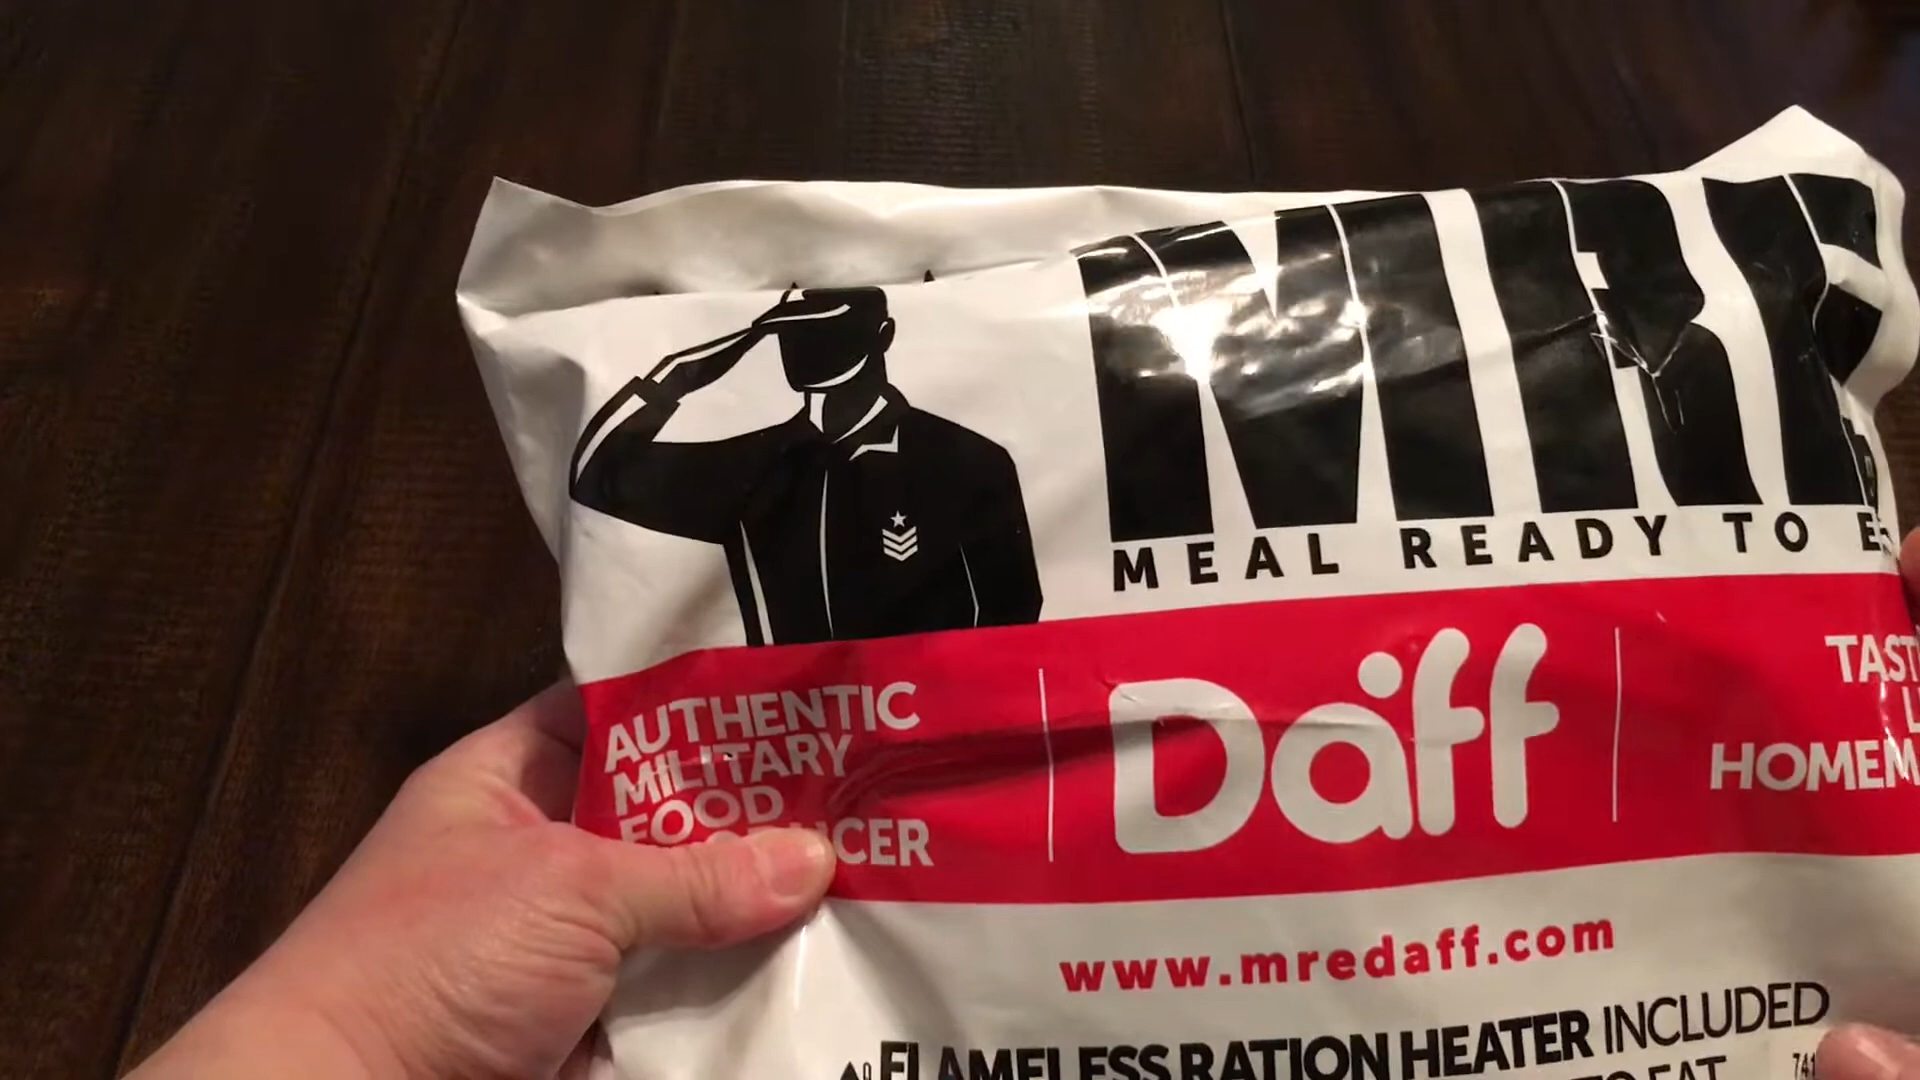 MRE
MEAL READY TO E
AUTHENTIC
MILITARY
FOOD
Daff
TAST
L
HOMEM
www.mredaff.com
FLAMELESS RATION HEATER INCLUDED
TO EAT
741